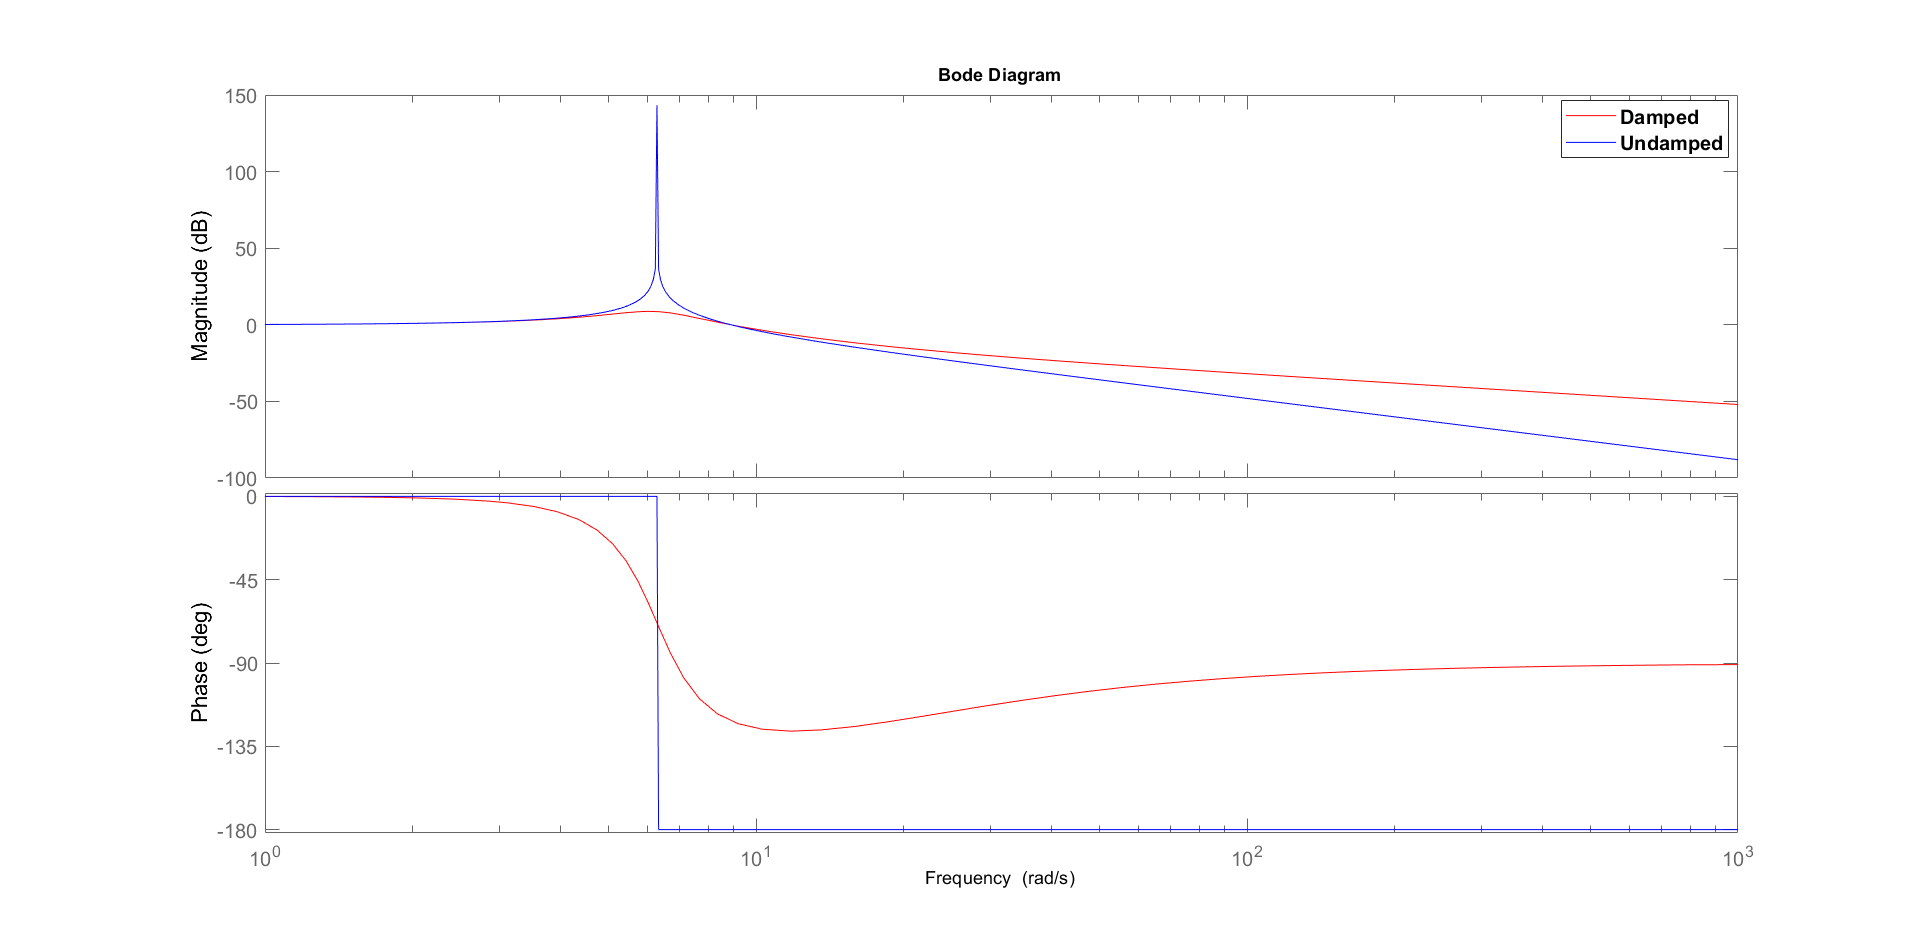 Bode Diagram
Damped
Undamped
Magnitude (dB)
150
100
50
0
-50
-100
Phase (deg)
0
-45
-90
-135
-180
10^0
10^1
10^2
10^3
Frequency (rad/s)